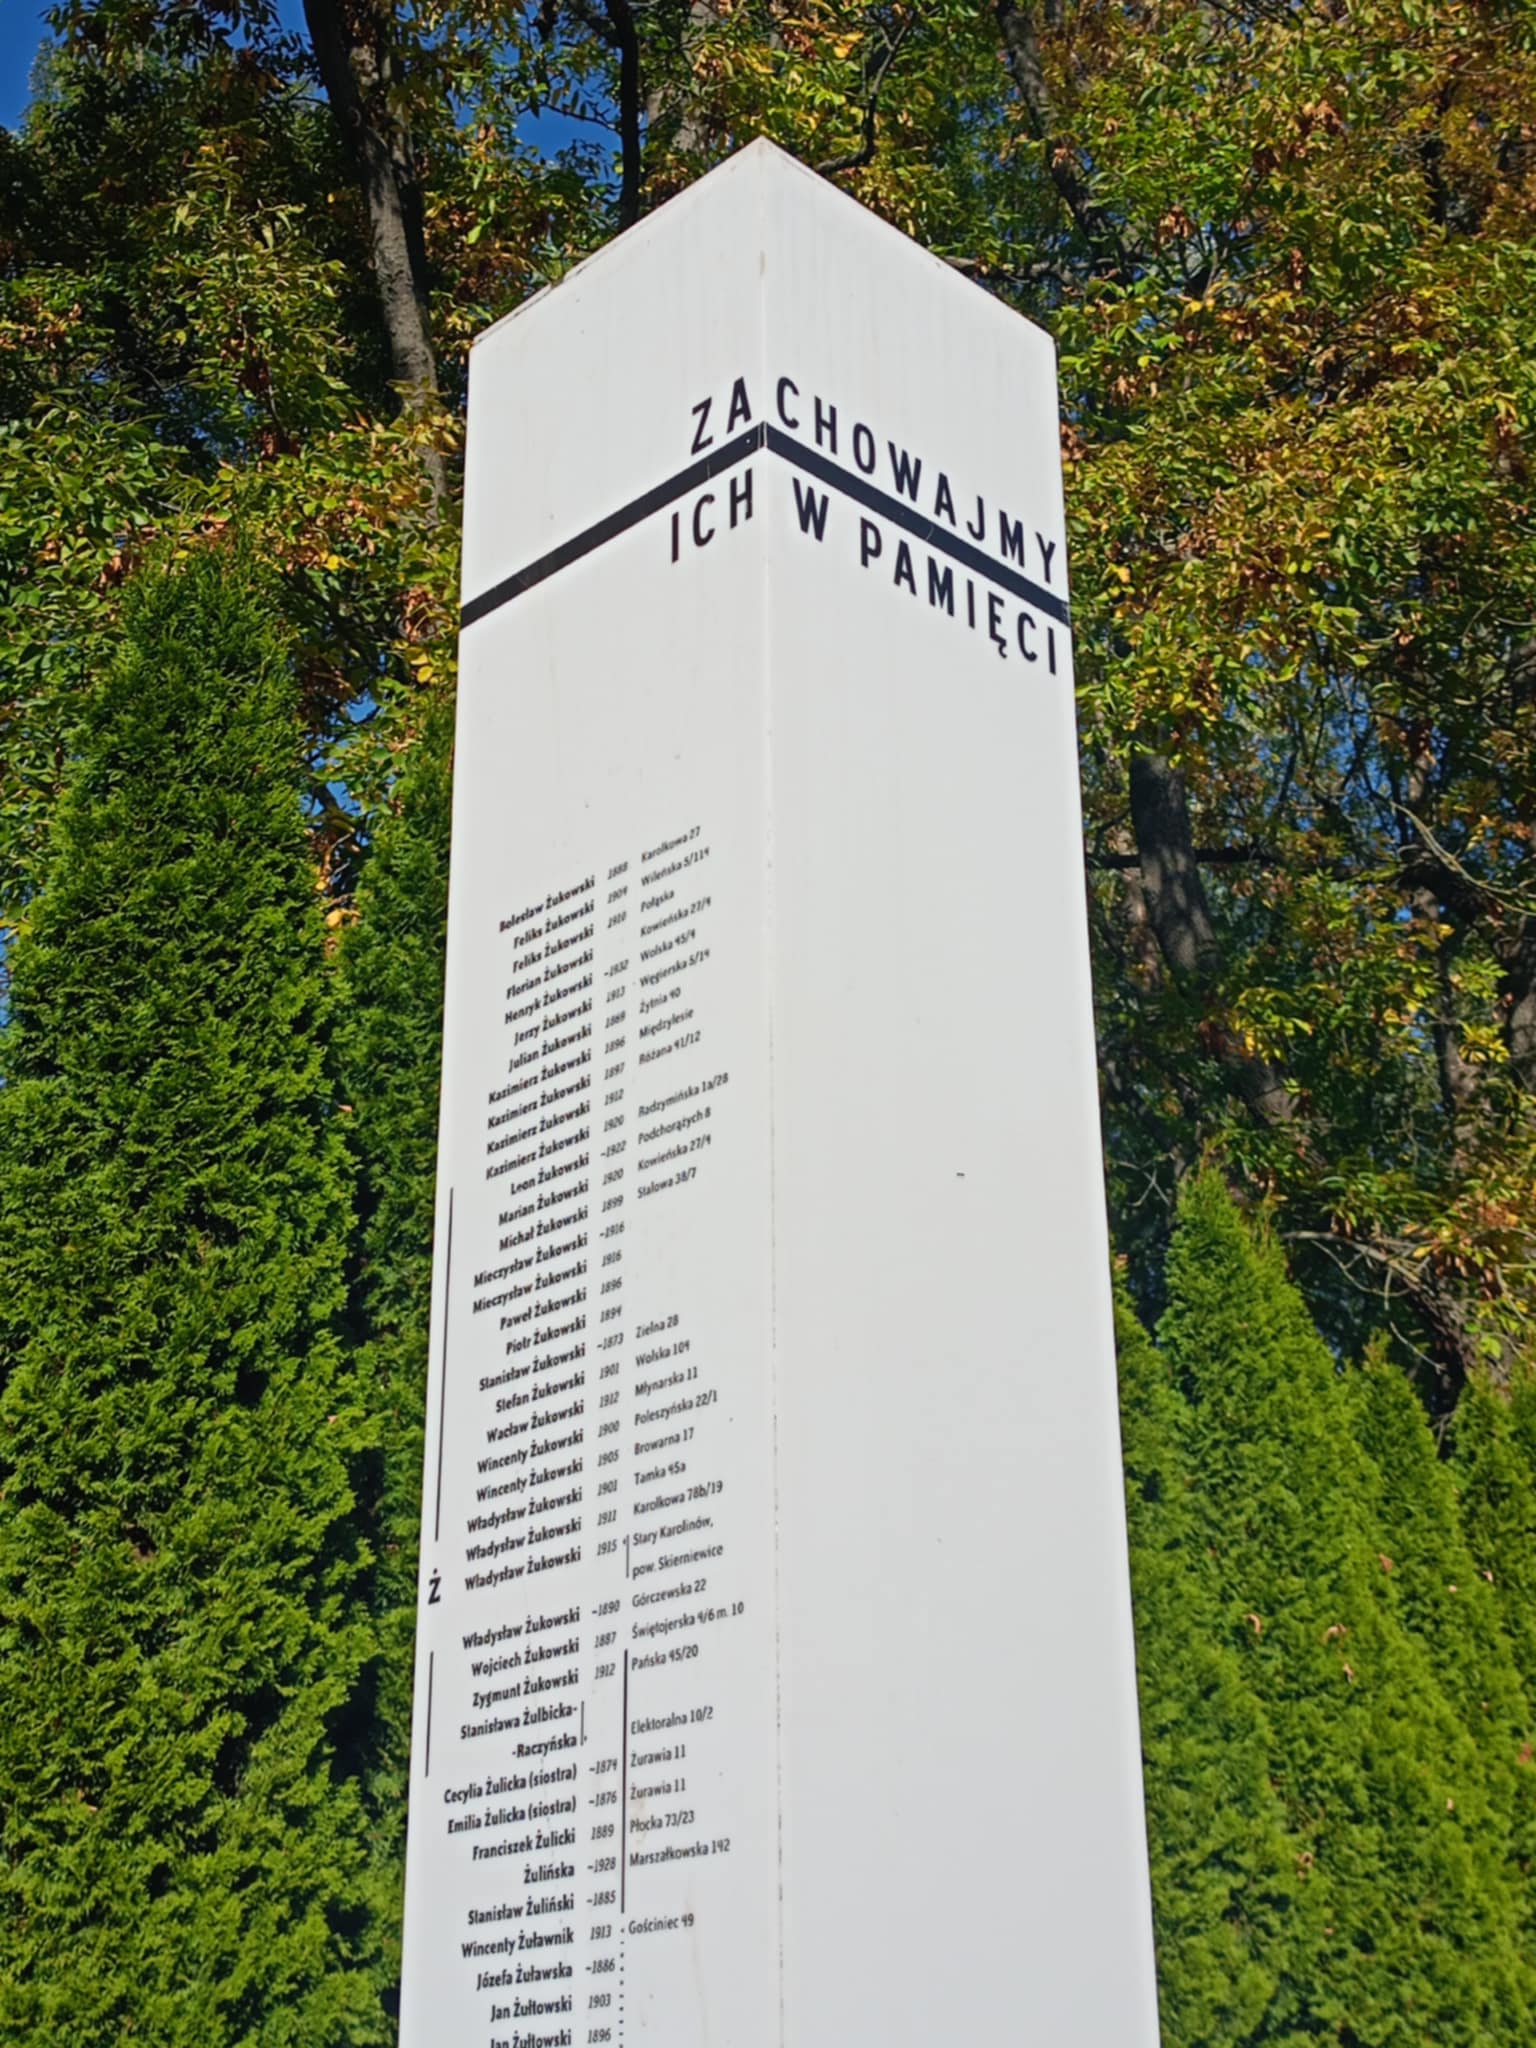 ZACHOWAJMY
ICH W PAMIĘCI
Bolesław Żukowski 1888 Karolkowa 27
Feliks Żukowski 1904 Wileńska 5/114
Feliks Żukowski 1910 Połąska
Florian Żukowski Kowieńska 27/4
Henryk Żukowski ~1932 Wolska 45/4
Jerzy Żukowski 1913 Węgierska 5/14
Julian Żukowski 1869 Żytnia 40
Kazimierz Żukowski 1896 Międzylesie
Kazimierz Żukowski 1897 Różana 41/12
Kazimierz Żukowski 1912
Kazimierz Żukowski 1920 Radzymińska 1a/28
Leon Żukowski ~1922 Podchorążych 8
Marian Żukowski 1920 Kowieńska 27/4
Michał Żukowski 1899 Stalowa 38/7
Mieczysław Żukowski ~1916
Mieczysław Żukowski 1916
Paweł Żukowski 1896
Piotr Żukowski 1894
Stanisław Żukowski ~1873 Zielna 28
Stefan Żukowski 1901 Wolska 104
Wacław Żukowski 1912 Młynarska 11
Wincenty Żukowski 1900 Poleszyńska 22/1
Wincenty Żukowski 1905 Browarna 17
Władysław Żukowski 1901 Tamka 45a
Władysław Żukowski 1911 Karolkowa 78b/19
Władysław Żukowski 1915 Stary Karolinów,
pow. Skierniewice
Ż
Władysław Żukowski ~1890 Górczewska 22
Wojciech Żukowski 1887 Świętojerska 4/6 m. 10
Zygmunt Żukowski 1912 Pańska 45/20
Stanisława Żulbicka-
-Raczyńska Elektoralna 10/2
Cecylia Żulicka (siostra) ~1874 Żurawia 11
Emilia Żulicka (siostra) ~1876 Żurawia 11
Franciszek Żulicki 1889 Płocka 73/23
Żulińska ~1928 Marszałkowska 142
Stanisław Żuliński ~1885
Wincenty Żuławnik 1913 Gościniec 49
Józefa Żuławska ~1886
Jan Żułtowski 1903
Jan Żułtowski 1896